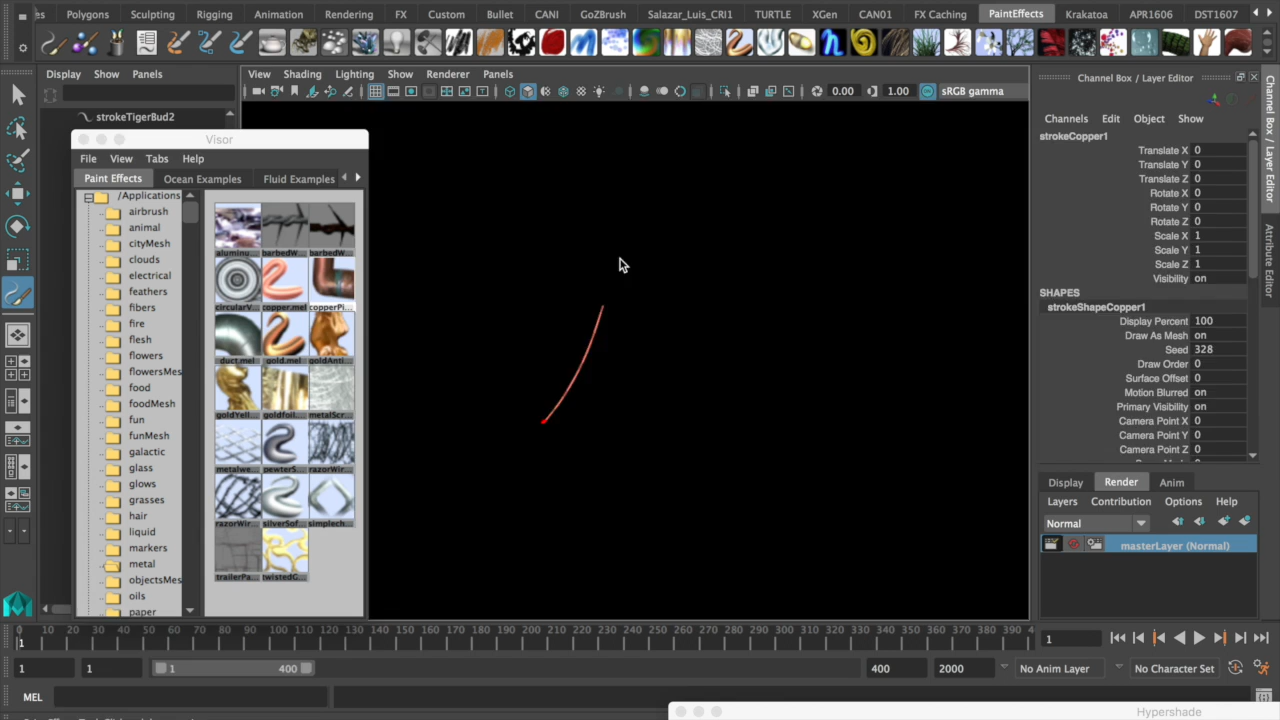 es Polygons Sculpting Rigging Animation Rendering FX Custom Bullet CANI GoZBrush Salazar_Luis_CRI1 TURTLE XGen CAN01 FX Caching PaintEffects Krakatoa APR1606 DST1607
Display Show Panels
View Shading Lighting Show Renderer Panels
0.00 1.00 sRGB gamma
strokeTigerBud2
Visor
File View Tabs Help
Paint Effects Ocean Examples Fluid Examples
/Applications
airbrush
animal
cityMesh
clouds
electrical
feathers
fibers
fire
flesh
flowers
flowersMes
food
foodMesh
fun
funMesh
galactic
glass
glows
grasses
hair
liquid
markers
metal
objectsMes
oils
paper
aluminu... barbedW... barbedW...
circularV... copper.mel copperPi...
duct.mel gold.mel goldAnti...
goldYell... goldfoil.... metalScr...
metalwe... pewterS... razorWir...
razorWir... silverSof... simplech...
trailerPa... twistedG...
Channel Box / Layer Editor
Channels Edit Object Show
strokeCopper1
Translate X 0
Translate Y 0
Translate Z 0
Rotate X 0
Rotate Y 0
Rotate Z 0
Scale X 1
Scale Y 1
Scale Z 1
Visibility on
SHAPES
strokeShapeCopper1
Display Percent 100
Draw As Mesh on
Seed 328
Draw Order 0
Surface Offset 0
Motion Blurred on
Primary Visibility on
Camera Point X 0
Camera Point Y 0
Camera Point Z 0
Display Render Anim
Layers Contribution Options Help
Normal
masterLayer (Normal)
Channel Box / Layer Editor
Attribute Editor
0 10 20 30 40 50 60 70 80 90 100 110 120 130 140 150 160 170 180 190 200 210 220 230 240 250 260 270 280 290 300 310 320 330 340 350 360 370 380 390 4
1
1
1 1 1 400 400 2000 No Anim Layer No Character Set
MEL
Hypershade